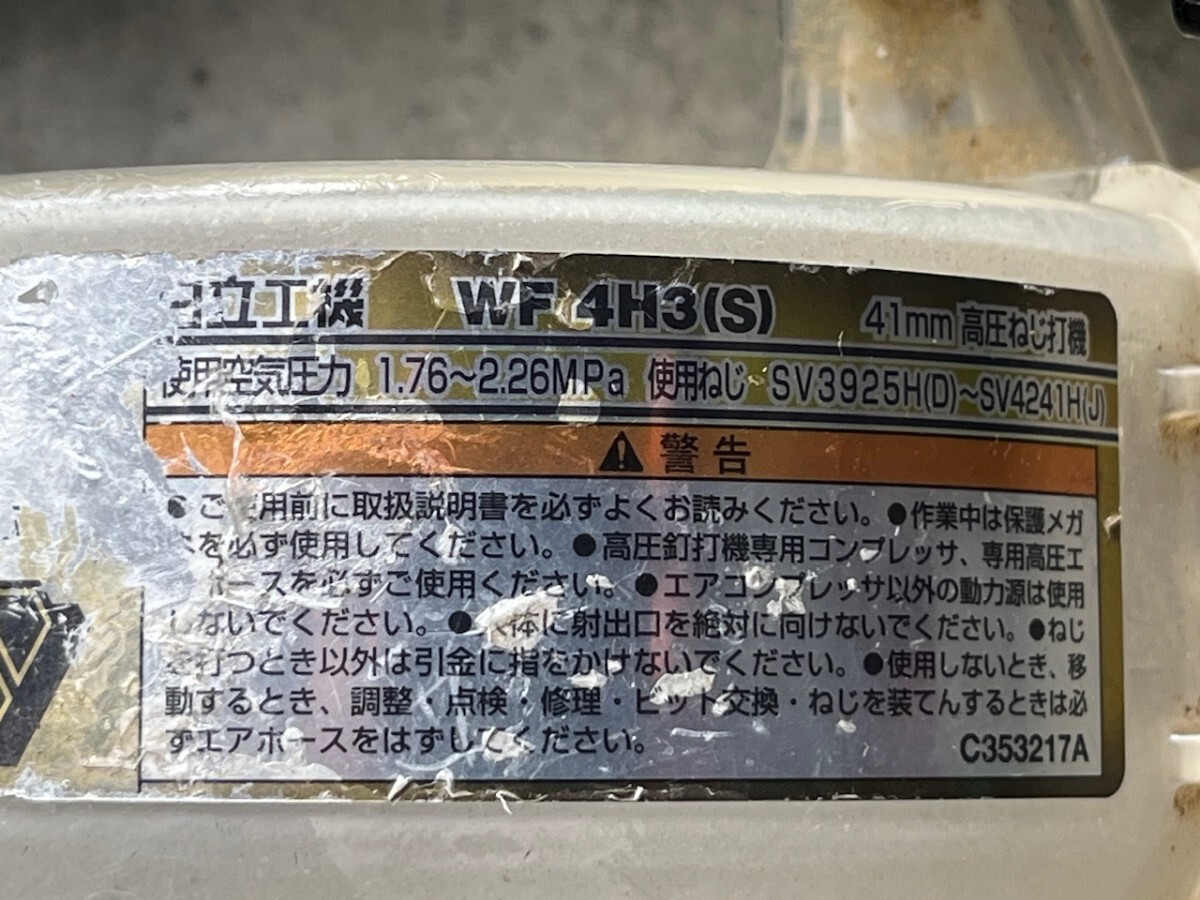 日立工機 WF 4H3(S) 41mm 高圧ねじ打機
使用空気圧力 1.76～2.26MPa 使用ねじ SV3925H(D)～SV4241H(J)
警告
●ご使用前に取扱説明書を必ずよくお読みください。●作業中は保護メガ
ネを必ず使用してください。●高圧釘打機専用コンプレッサ、専用高圧エ
アホースを必ずご使用ください。●エアコンプレッサ以外の動力源は使用
しないでください。●人体に射出口を絶対に向けないでください。●ねじ
を打つとき以外は引金に指をかけないでください。●使用しないとき、移
動するとき、調整・点検・修理・ビット交換・ねじを装てんするときは必
ずエアホースをはずしてください。 C353217A